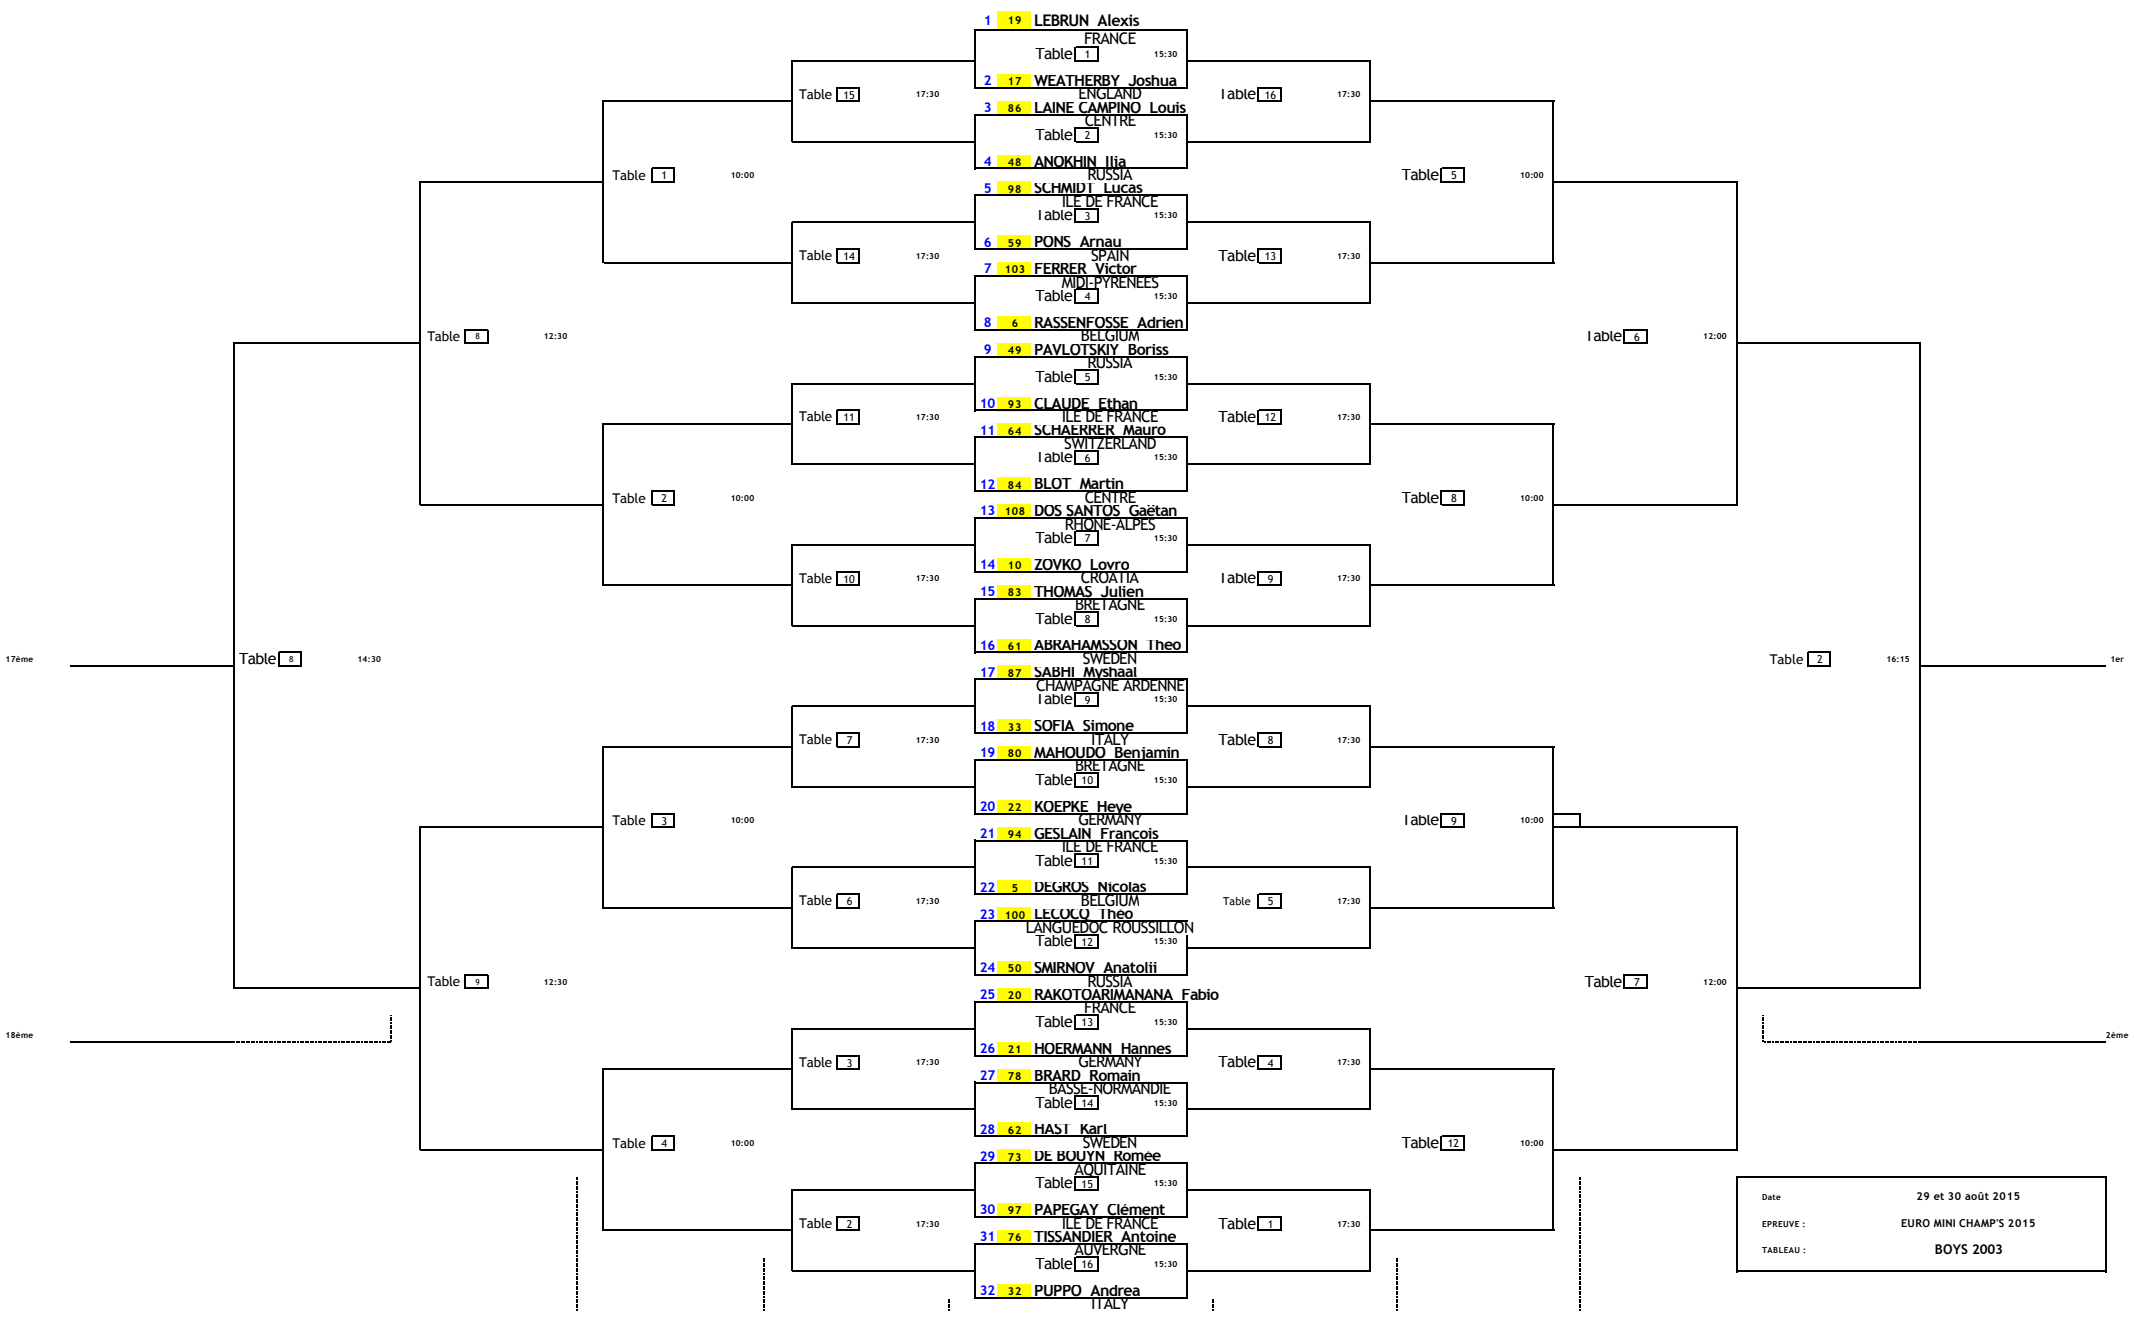 1 19 LEBRUN Alexis
FRANCE
Table 1 15:30
2 17 WEATHERBY Joshua
Table 15 17:30
ENGLAND
Table 16 17:30
3 86 LAINE CAMPINO Louis
CENTRE
Table 2 15:30
4 48 ANOKHIN Ilia
RUSSIA
Table 1 10:00
Table 5 10:00
5 98 SCHMIDT Lucas
ILE DE FRANCE
Table 3 15:30
6 59 PONS Arnau
SPAIN
Table 14 17:30
Table 13 17:30
7 103 FERRER Victor
MIDI-PYRENEES
Table 4 15:30
8 6 RASSENFOSSE Adrien
BELGIUM
Table 8 12:30
Table 6 12:00
9 49 PAVLOTSKIY Boriss
RUSSIA
Table 5 15:30
10 93 CLAUDE Ethan
ILE DE FRANCE
Table 11 17:30
Table 12 17:30
11 64 SCHAERRER Mauro
SWITZERLAND
Table 6 15:30
12 84 BLOT Martin
CENTRE
Table 2 10:00
Table 8 10:00
13 108 DOS SANTOS Gaëtan
RHONE-ALPES
Table 7 15:30
14 10 ZOVKO Lovro
CROATIA
Table 10 17:30
Table 9 17:30
15 83 THOMAS Julien
BRETAGNE
Table 8 15:30
16 61 ABRAHAMSSON Theo
SWEDEN
17ème
Table 8 14:30
Table 2 16:15
1er
17 87 SABHI Myshaal
CHAMPAGNE ARDENNE
Table 9 15:30
18 33 SOFIA Simone
ITALY
Table 7 17:30
Table 8 17:30
19 80 MAHOUDO Benjamin
BRETAGNE
Table 10 15:30
20 22 KOEPKE Heye
GERMANY
Table 3 10:00
Table 9 10:00
21 94 GESLAIN François
ILE DE FRANCE
Table 11 15:30
22 5 DEGROS Nicolas
BELGIUM
Table 6 17:30
Table 5 17:30
23 100 LECOCQ Théo
LANGUEDOC ROUSSILLON
Table 12 15:30
24 50 SMIRNOV Anatolii
RUSSIA
Table 9 12:30
Table 7 12:00
25 20 RAKOTOARIMANANA Fabio
FRANCE
Table 13 15:30
18ème
2ème
26 21 HOERMANN Hannes
GERMANY
Table 3 17:30
Table 4 17:30
27 78 BRARD Romain
BASSE-NORMANDIE
Table 14 15:30
28 62 HAST Karl
SWEDEN
Table 4 10:00
Table 12 10:00
29 73 DE BOUYN Romée
AQUITAINE
Table 15 15:30
30 97 PAPEGAY Clément
ILE DE FRANCE
Table 2 17:30
Table 1 17:30
31 76 TISSANDIER Antoine
AUVERGNE
Table 16 15:30
32 32 PUPPO Andrea
ITALY
Date 29 et 30 août 2015
EPREUVE : EURO MINI CHAMP'S 2015
TABLEAU : BOYS 2003